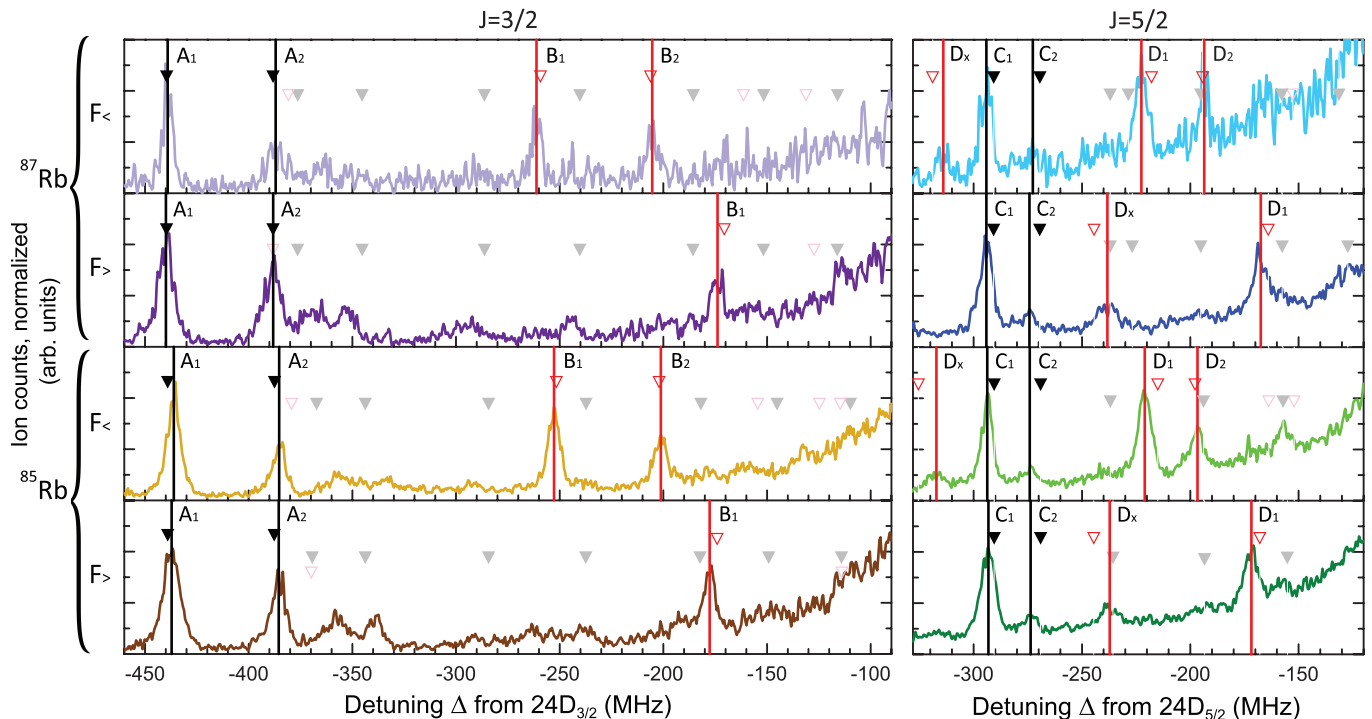 J=3/2 J=5/2
A₁ A₂ B₁ B₂ Dₓ C₁ C₂ D₁ D₂
F<
⁸⁷Rb
A₁ A₂ B₁ C₁ C₂ Dₓ D₁
F>
Ion counts, normalized
(arb. units)
A₁ A₂ B₁ B₂ Dₓ C₁ C₂ D₁ D₂
F<
⁸⁵Rb
A₁ A₂ B₁ C₁ C₂ Dₓ D₁
F>
-450 -400 -350 -300 -250 -200 -150 -100 -300 -250 -200 -150
Detuning Δ from 24D₃/₂ (MHz) Detuning Δ from 24D₅/₂ (MHz)